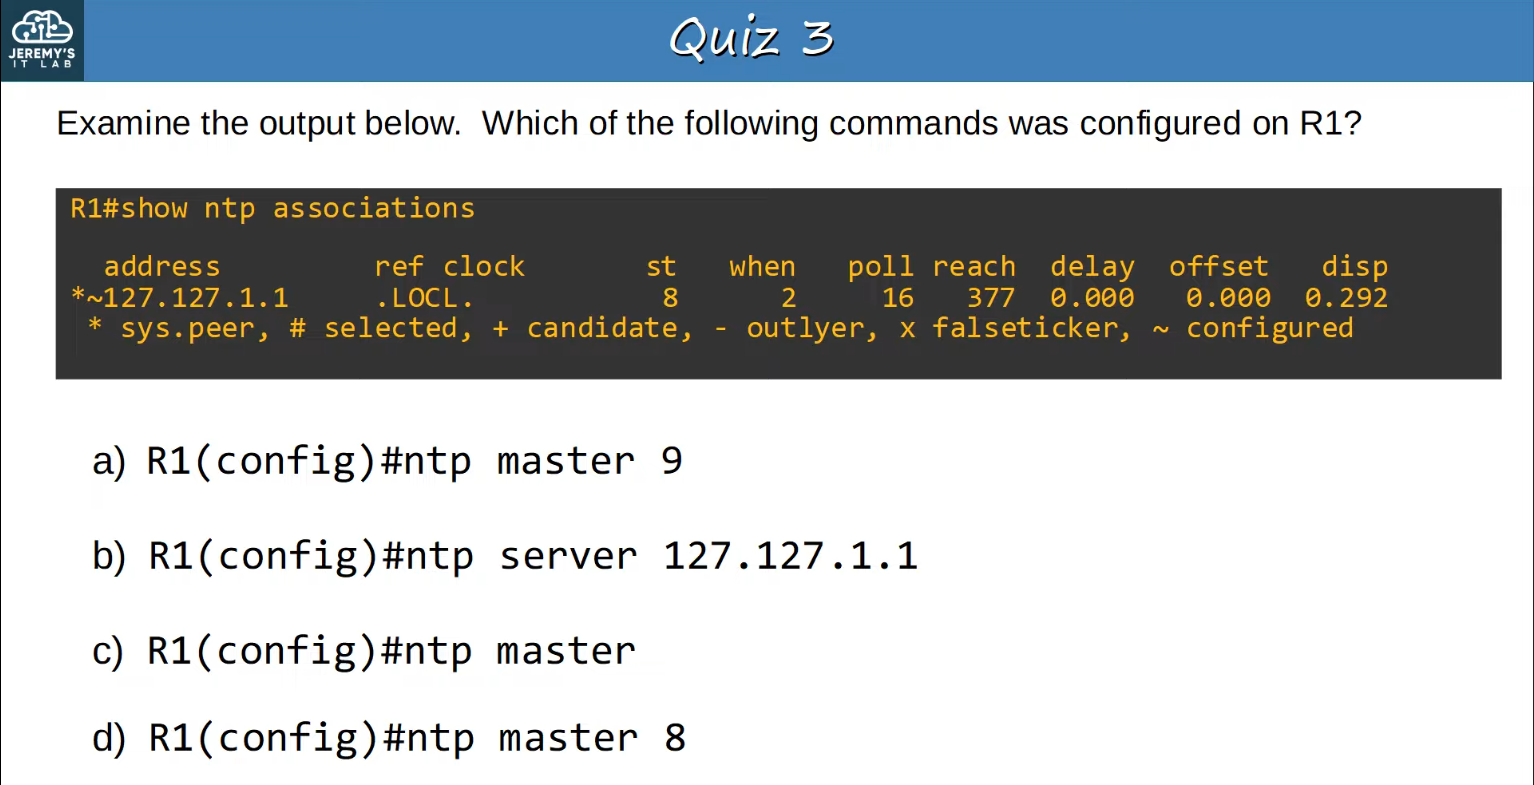 JEREMY'S
IT LAB
Quiz 3
Examine the output below. Which of the following commands was configured on R1?
R1#show ntp associations
address ref clock st when poll reach delay offset disp
*~127.127.1.1 .LOCL. 8 2 16 377 0.000 0.000 0.292
* sys.peer, # selected, + candidate, - outlyer, x falseticker, ~ configured
a) R1(config)#ntp master 9
b) R1(config)#ntp server 127.127.1.1
c) R1(config)#ntp master
d) R1(config)#ntp master 8